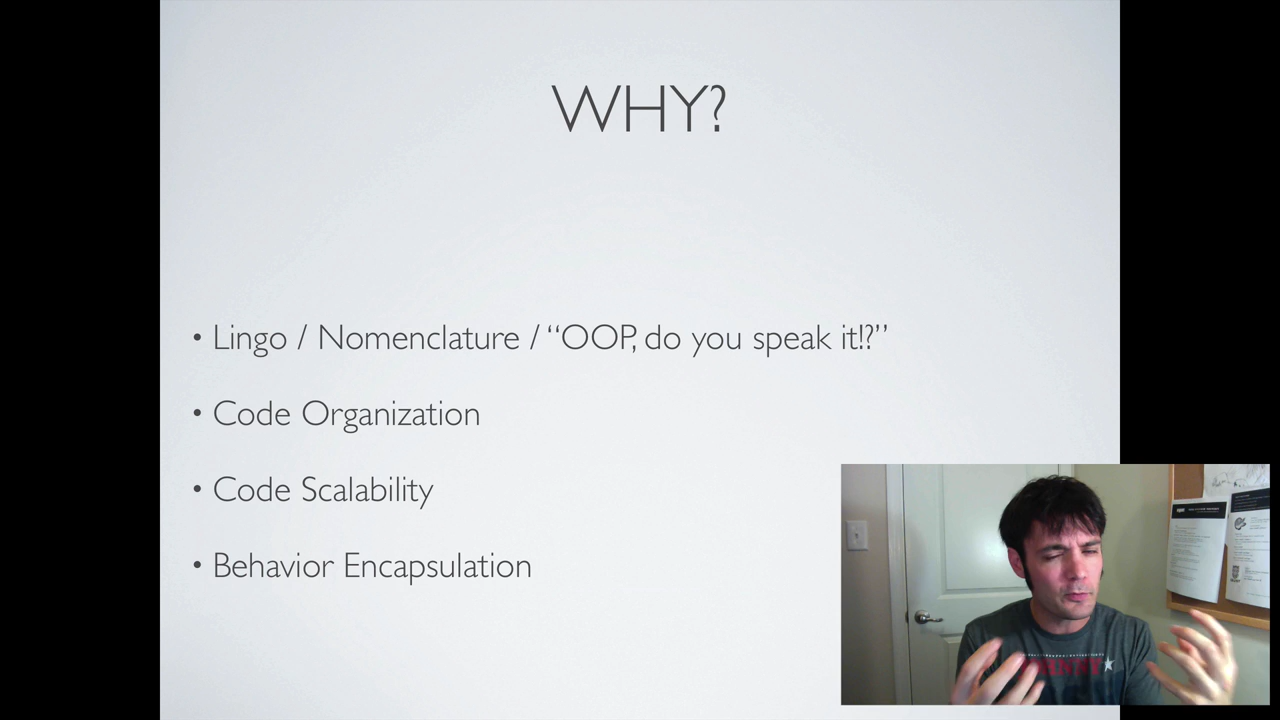 WHY?
• Lingo / Nomenclature / “OOP, do you speak it!?”
• Code Organization
• Code Scalability
• Behavior Encapsulation